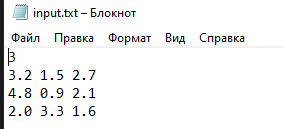 input.txt – Блокнот
Файл Правка Формат Вид Справка
3
3.2 1.5 2.7
4.8 0.9 2.1
2.0 3.3 1.6